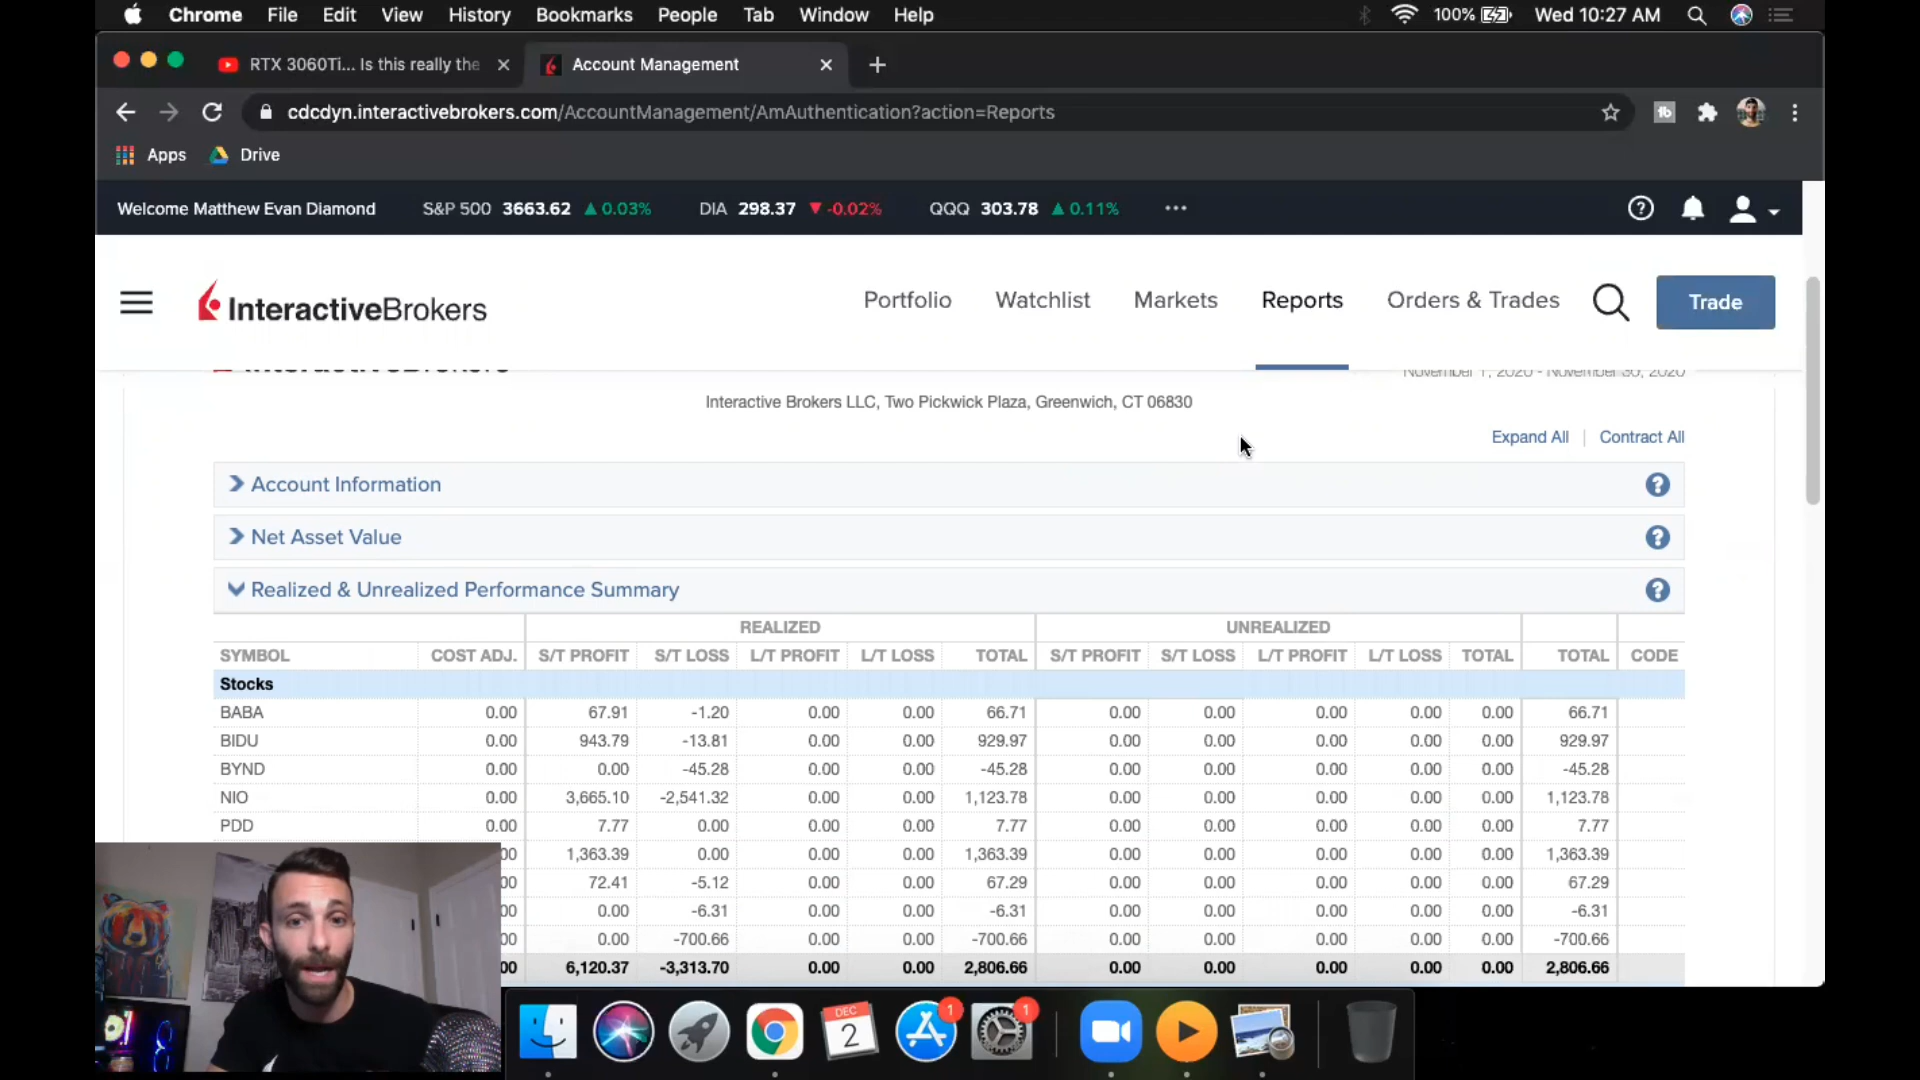 Chrome File Edit View History Bookmarks People Tab Window Help 100% Wed 10:27 AM
RTX 3060Ti... Is this really the Account Management
cdcdyn.interactivebrokers.com/AccountManagement/AmAuthentication?action=Reports
Apps Drive
Welcome Matthew Evan Diamond S&P 500 3663.62 0.03% DIA 298.37 -0.02% QQQ 303.78 0.11%
InteractiveBrokers Portfolio Watchlist Markets Reports Orders & Trades Trade
InteractiveBrokers November 1, 2020 - November 30, 2020
Interactive Brokers LLC, Two Pickwick Plaza, Greenwich, CT 06830
Expand All | Contract All
Account Information
Net Asset Value
Realized & Unrealized Performance Summary
REALIZED UNREALIZED
SYMBOL COST ADJ. S/T PROFIT S/T LOSS L/T PROFIT L/T LOSS TOTAL S/T PROFIT S/T LOSS L/T PROFIT L/T LOSS TOTAL TOTAL CODE
Stocks
BABA 0.00 67.91 -1.20 0.00 0.00 66.71 0.00 0.00 0.00 0.00 0.00 66.71
BIDU 0.00 943.79 -13.81 0.00 0.00 929.97 0.00 0.00 0.00 0.00 0.00 929.97
BYND 0.00 0.00 -45.28 0.00 0.00 -45.28 0.00 0.00 0.00 0.00 0.00 -45.28
NIO 0.00 3,665.10 -2,541.32 0.00 0.00 1,123.78 0.00 0.00 0.00 0.00 0.00 1,123.78
PDD 0.00 7.77 0.00 0.00 0.00 7.77 0.00 0.00 0.00 0.00 0.00 7.77
00 1,363.39 0.00 0.00 0.00 1,363.39 0.00 0.00 0.00 0.00 0.00 1,363.39
00 72.41 -5.12 0.00 0.00 67.29 0.00 0.00 0.00 0.00 0.00 67.29
00 0.00 -6.31 0.00 0.00 -6.31 0.00 0.00 0.00 0.00 0.00 -6.31
00 0.00 -700.66 0.00 0.00 -700.66 0.00 0.00 0.00 0.00 0.00 -700.66
00 6,120.37 -3,313.70 0.00 0.00 2,806.66 0.00 0.00 0.00 0.00 0.00 2,806.66
DEC
2
1
1